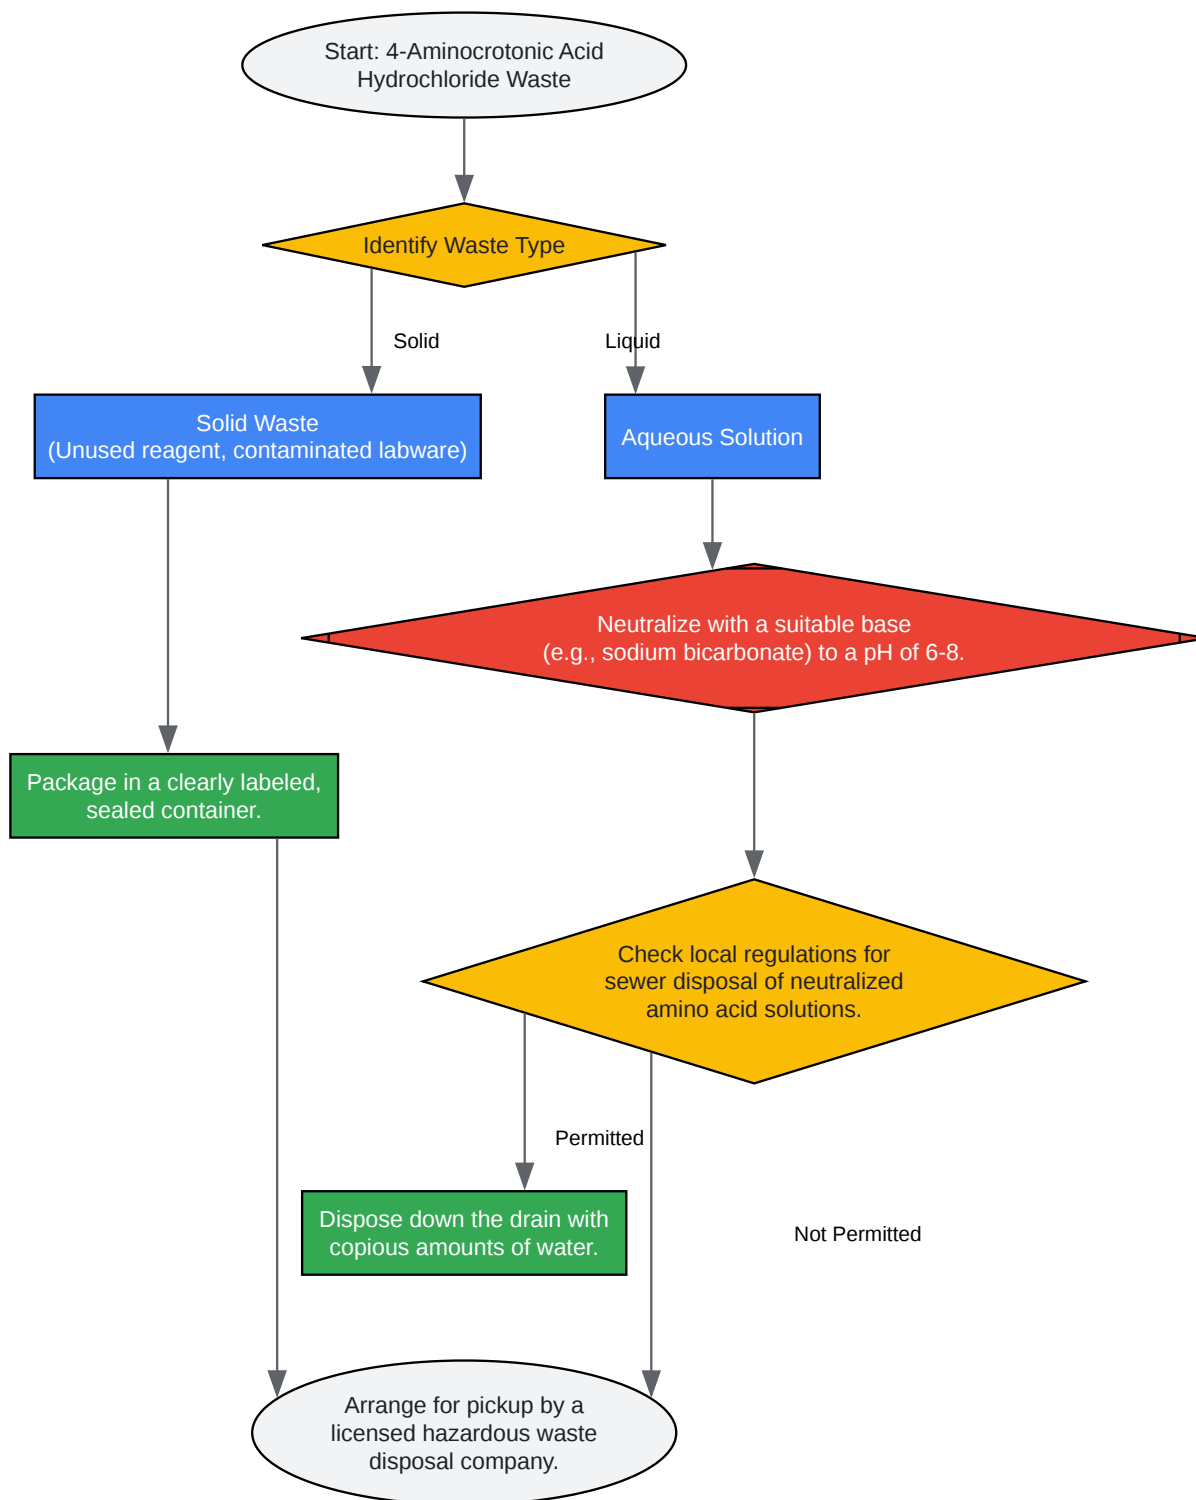 Start: 4-Aminocrotonic Acid
Hydrochloride Waste
Identify Waste Type
Solid
Liquid
Solid Waste
(Unused reagent, contaminated labware)
Aqueous Solution
Neutralize with a suitable base
(e.g., sodium bicarbonate) to a pH of 6-8.
Package in a clearly labeled,
sealed container.
Check local regulations for
sewer disposal of neutralized
amino acid solutions.
Permitted
Not Permitted
Dispose down the drain with
copious amounts of water.
Arrange for pickup by a
licensed hazardous waste
disposal company.